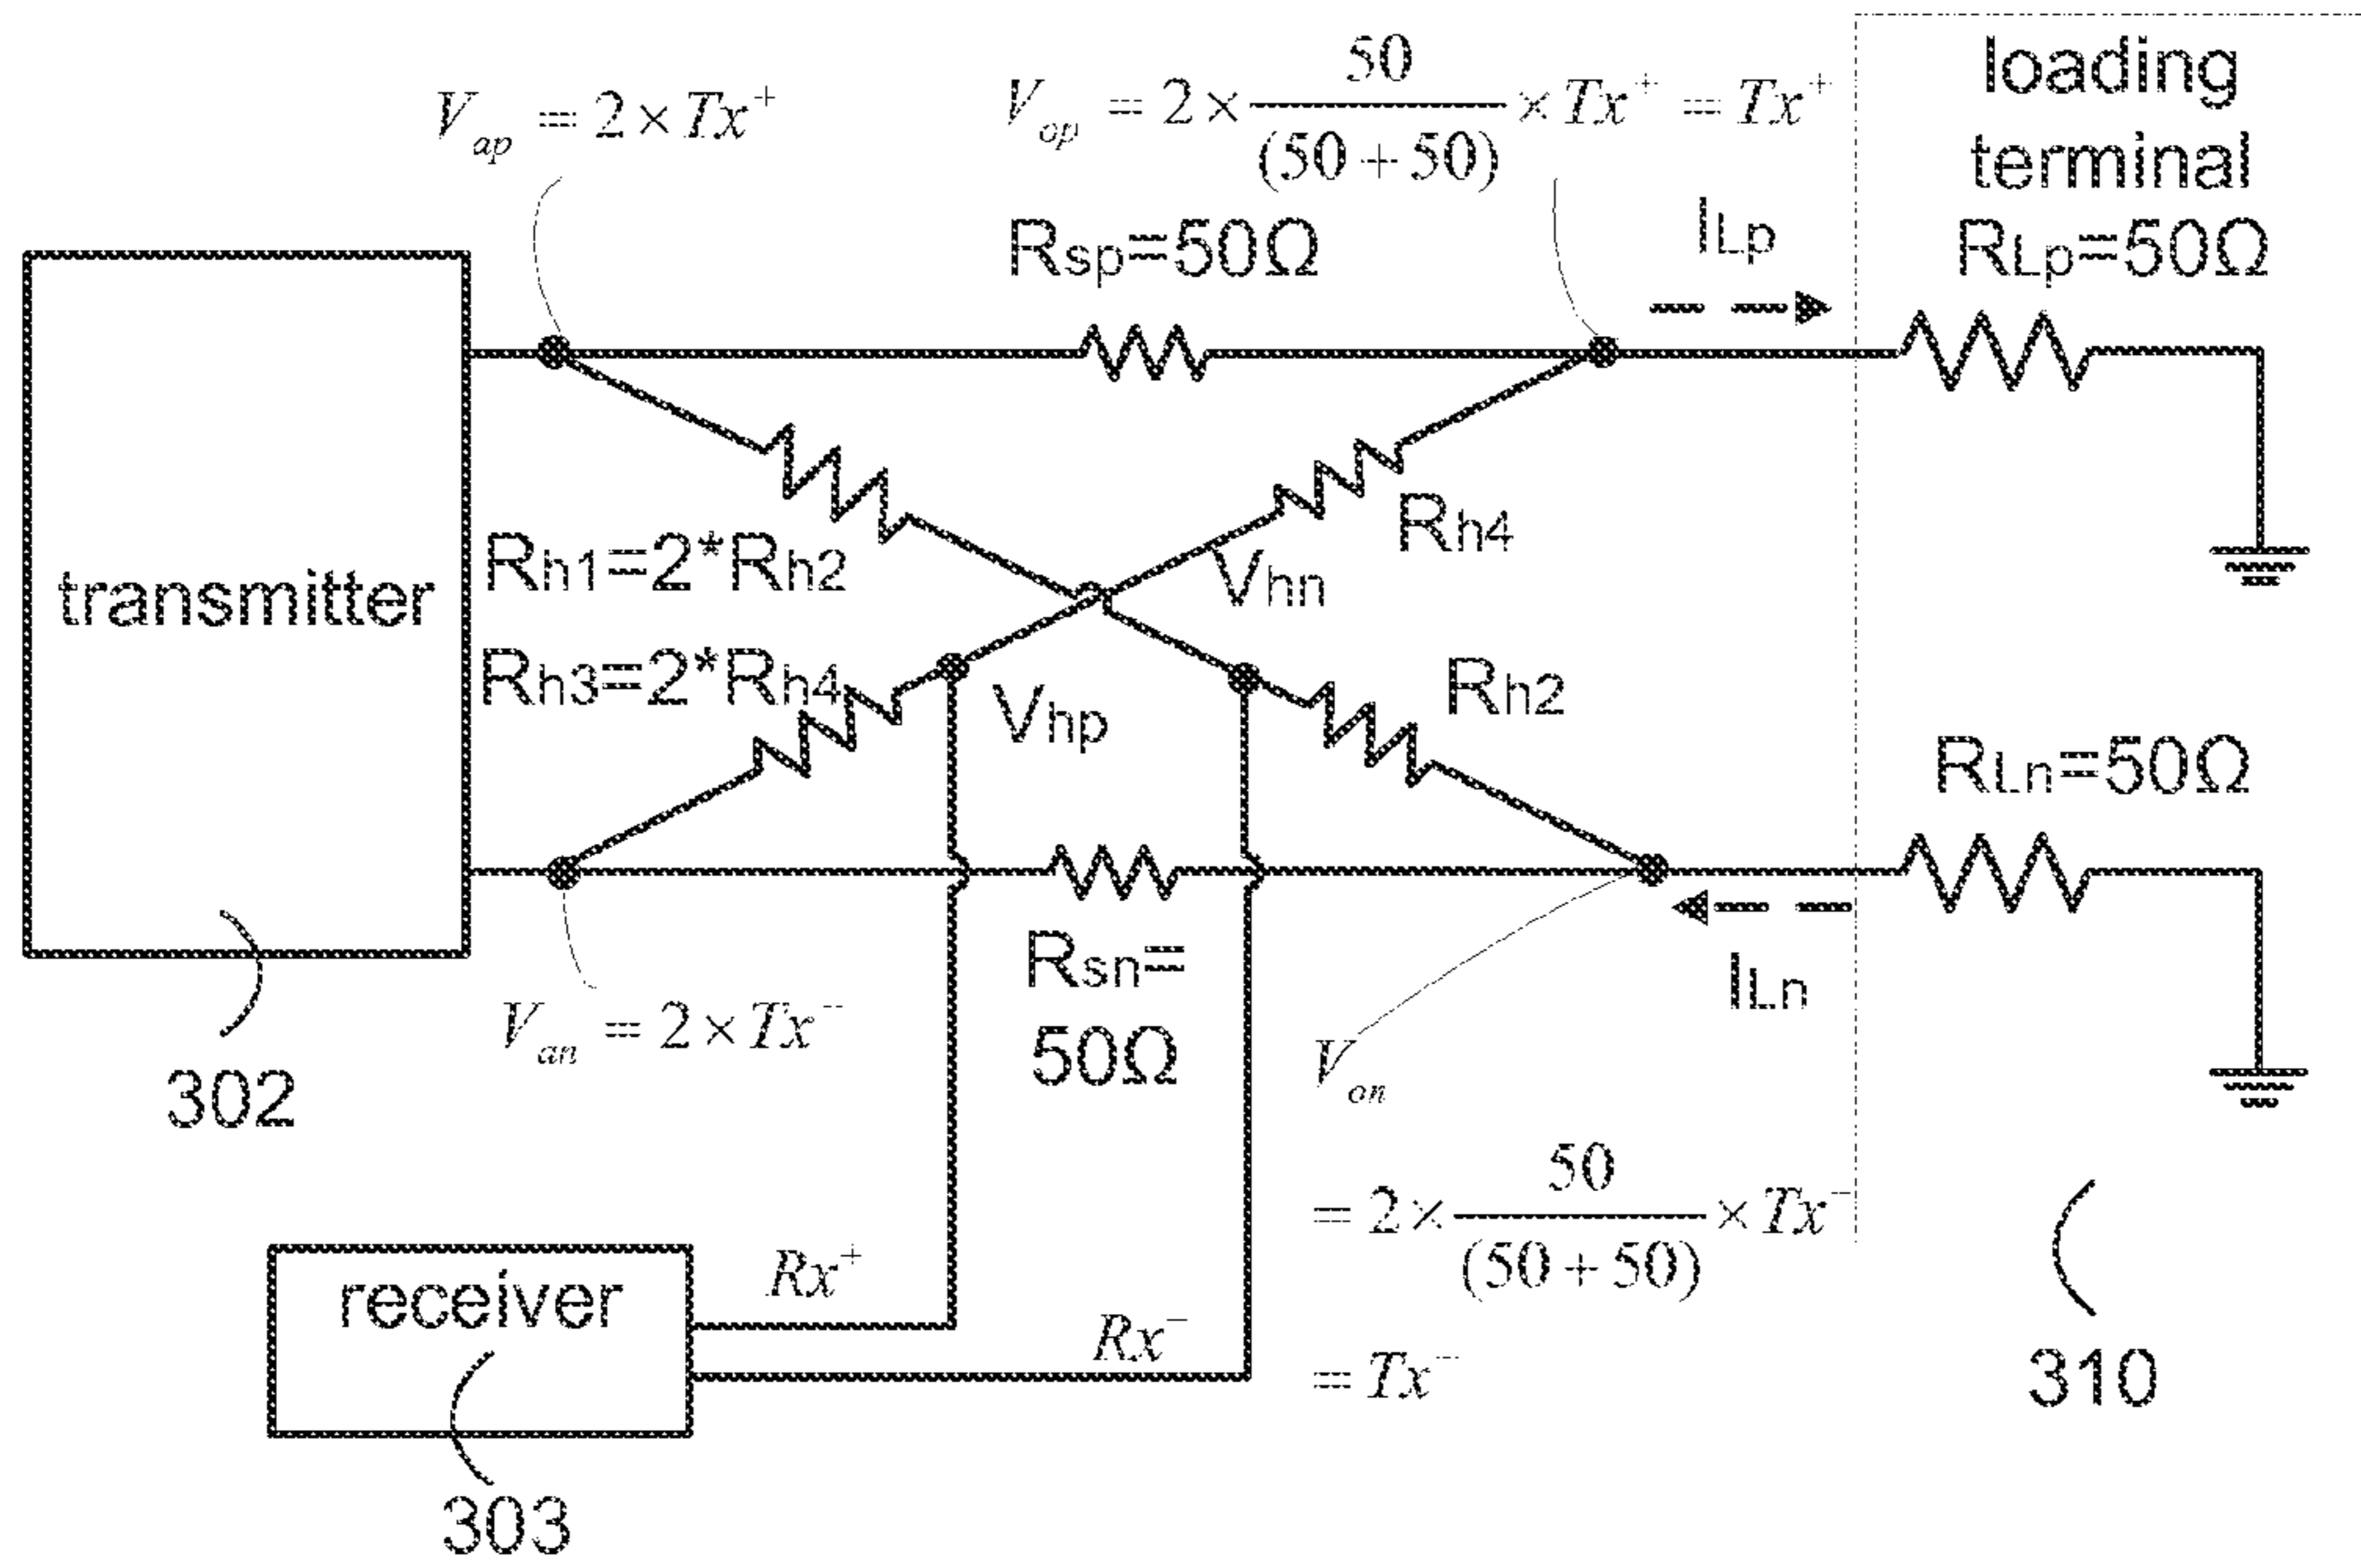 V_ap = 2 × Tx⁺
V_op = 2 × 50/(50 + 50) × Tx⁺ = Tx⁺
loading
terminal
RLp=50Ω
Rsp=50Ω
ILp
transmitter
Rh1=2*Rh2
Rh3=2*Rh4
Rh4
Vhn
Vhp
Rh2
RLn=50Ω
Rsn=
50Ω
ILn
V_an = 2 × Tx⁻
302
V_on
= 2 × 50/(50 + 50) × Tx⁻
= Tx⁻
receiver
Rx⁺
Rx⁻
303
310